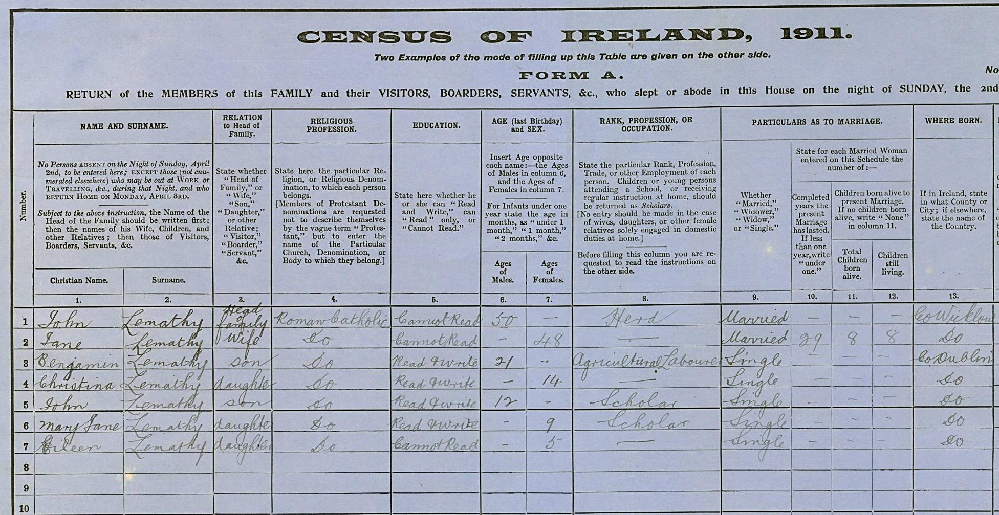 CENSUS OF IRELAND, 1911.
Two Examples of the mode of filling up this Table are given on the other side.
FORM A.
No
RETURN of the MEMBERS of this FAMILY and their VISITORS, BOARDERS, SERVANTS, &c., who slept or abode in this House on the night of SUNDAY, the 2nd
Number.
NAME AND SURNAME.
No Persons ABSENT on the Night of Sunday, April
2nd, to be entered here; EXCEPT those (not enu-
merated elsewhere) who may be out at WORK or
TRAVELLING, &c., during that Night, and who
RETURN HOME ON MONDAY, APRIL 3RD.
Subject to the above instruction, the Name of the
Head of the Family should be written first;
then the names of his Wife, Children, and
other Relatives; then those of Visitors,
Boarders, Servants, &c.
Christian Name.
Surname.
RELATION
to Head of
Family.
State whether
"Head of
Family," or
"Wife,"
"Son,"
"Daughter,"
or other
Relative;
"Visitor,"
"Boarder,"
"Servant,"
&c.
RELIGIOUS
PROFESSION.
State here the particular Re-
ligion, or Religious Denom-
ination, to which each person
belongs.
[Members of Protestant De-
nominations are requested
not to describe themselves
by the vague term "Protes-
tant," but to enter the
name of the Particular
Church, Denomination, or
Body to which they belong.]
EDUCATION.
State here whether he
or she can "Read
and Write," can
"Read" only, or
"Cannot Read."
AGE (last Birthday)
and SEX.
Insert Age opposite
each name:—the Ages
of Males in column 6,
and the Ages of
Females in column 7.
For Infants under one
year state the age in
months, as "under 1
month," "1 month,"
"2 months," &c.
Ages
of
Males.
Ages
of
Females.
RANK, PROFESSION, OR
OCCUPATION.
State the particular Rank, Profession,
Trade, or other Employment of each
person. Children or young persons
attending a School, or receiving
regular instruction at home, should
be returned as Scholars.
[No entry should be made in the case
of wives, daughters, or other female
relatives solely engaged in domestic
duties at home.]
Before filling this column you are re-
quested to read the instructions on
the other side.
PARTICULARS AS TO MARRIAGE.
Whether
"Married,"
"Widower,"
"Widow,"
or "Single."
State for each Married Woman
entered on this Schedule the
number of:—
Completed
years the
present
Marriage
has lasted.
If less
than one
year, write
"under
one."
Children born alive to
present Marriage.
If no children born
alive, write "None"
in column 11.
Total
Children
born
alive.
Children
still
living.
WHERE BORN.
If in Ireland, state
in what County or
City; if elsewhere,
state the name of
the Country.
1. 2. 3. 4. 5. 6. 7. 8. 9. 10. 11. 12. 13.
1 John Lemathy Head of family Roman Catholic Cannot Read 50 — Herd Married — — — Co Wicklow
2 Jane Lemathy Wife Do Cannot Read - 48 — Married 29 8 8 Do
3 Benjamin Lemathy son Do Read & write 21 - Agricultural Labourer Single — — — Co Dublin
4 Christina Lemathy daughter Do Read & write — 14 — Single — — — Do
5 John Lemathy son Do Read & write 12 - Scholar Single — — — Do
6 Mary Jane Lemathy daughter Do Read & write - 9 Scholar Single — - - Do
7 Eileen Lemathy daughter Do Cannot Read - 5 — Single — - - Do
8
9
10